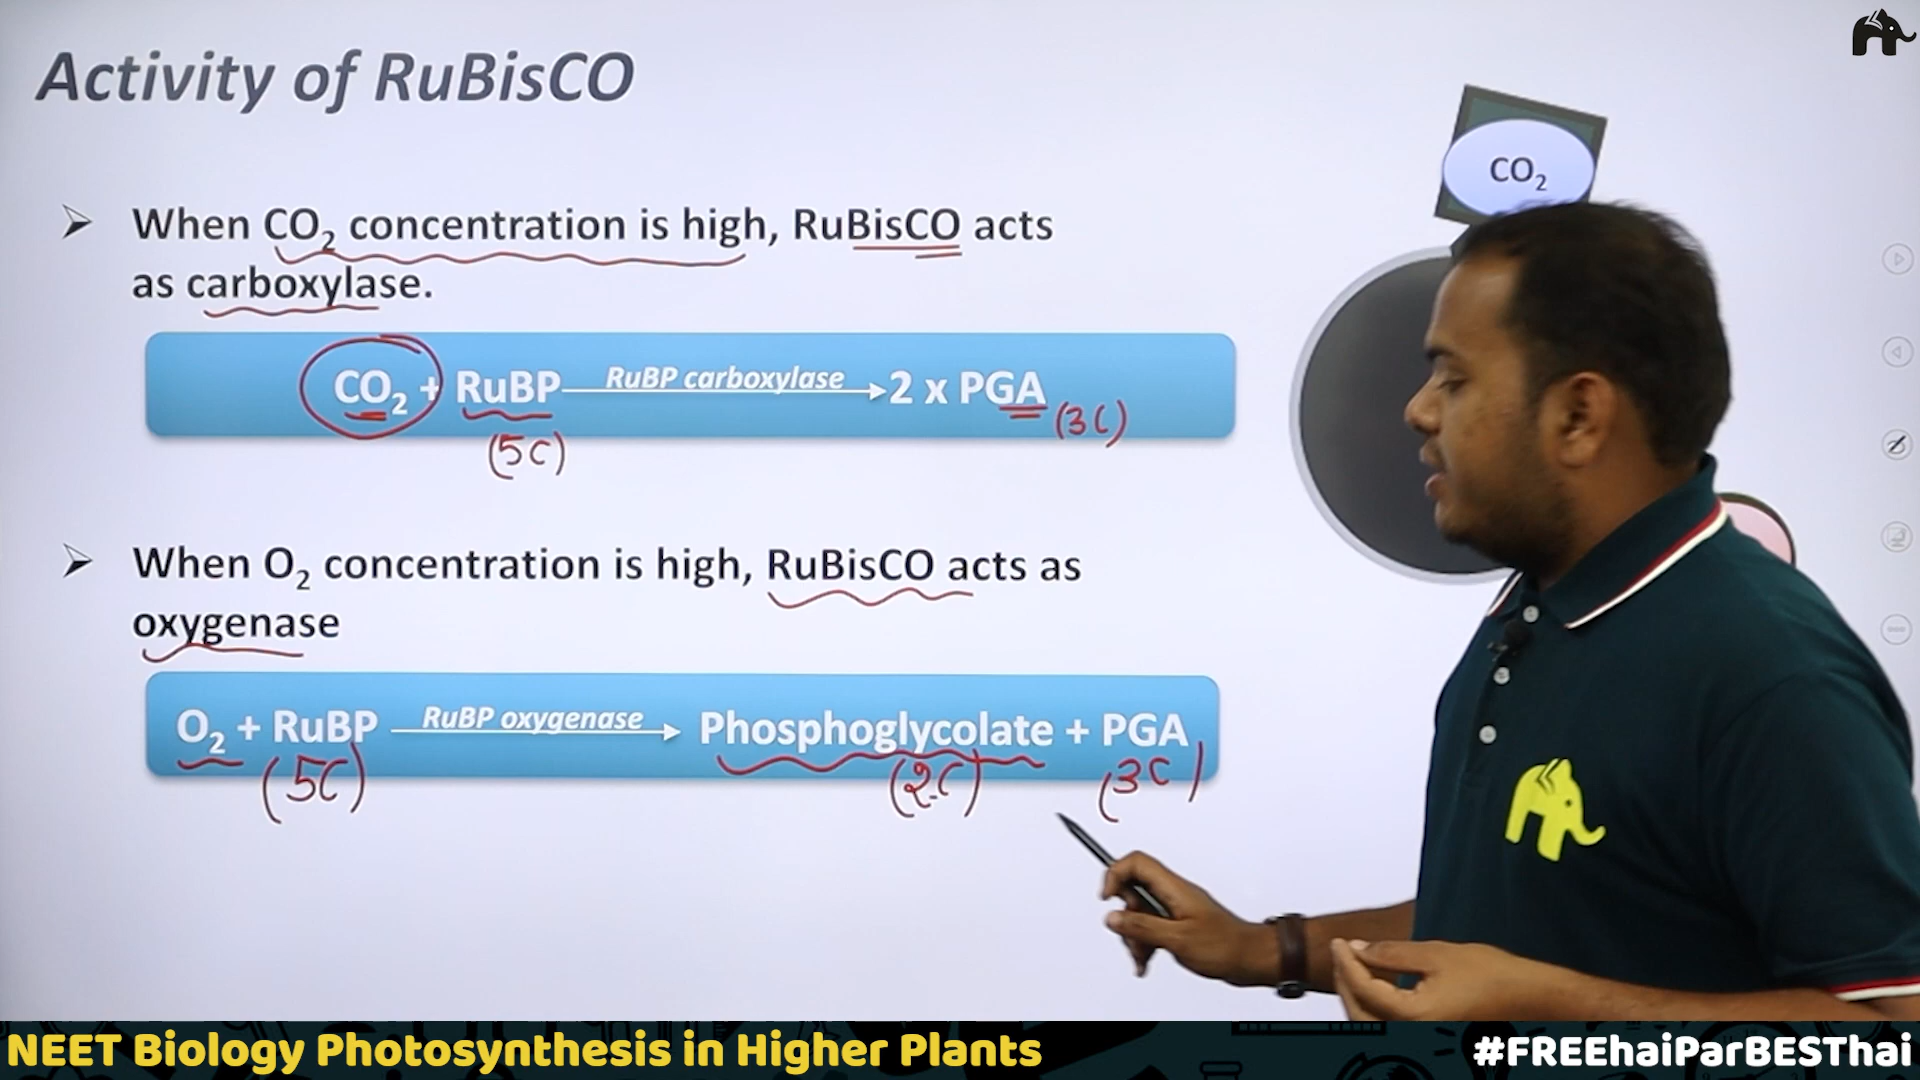 Activity of RuBisCO
CO2
When CO2 concentration is high, RuBisCO acts
as carboxylase.
CO2 + RuBP RuBP carboxylase 2 x PGA
(3C)
(5C)
When O2 concentration is high, RuBisCO acts as
oxygenase
O2 + RuBP RuBP oxygenase Phosphoglycolate + PGA
(5C) (2C) (3C)
NEET Biology Photosynthesis in Higher Plants #FREEhaiParBESThai